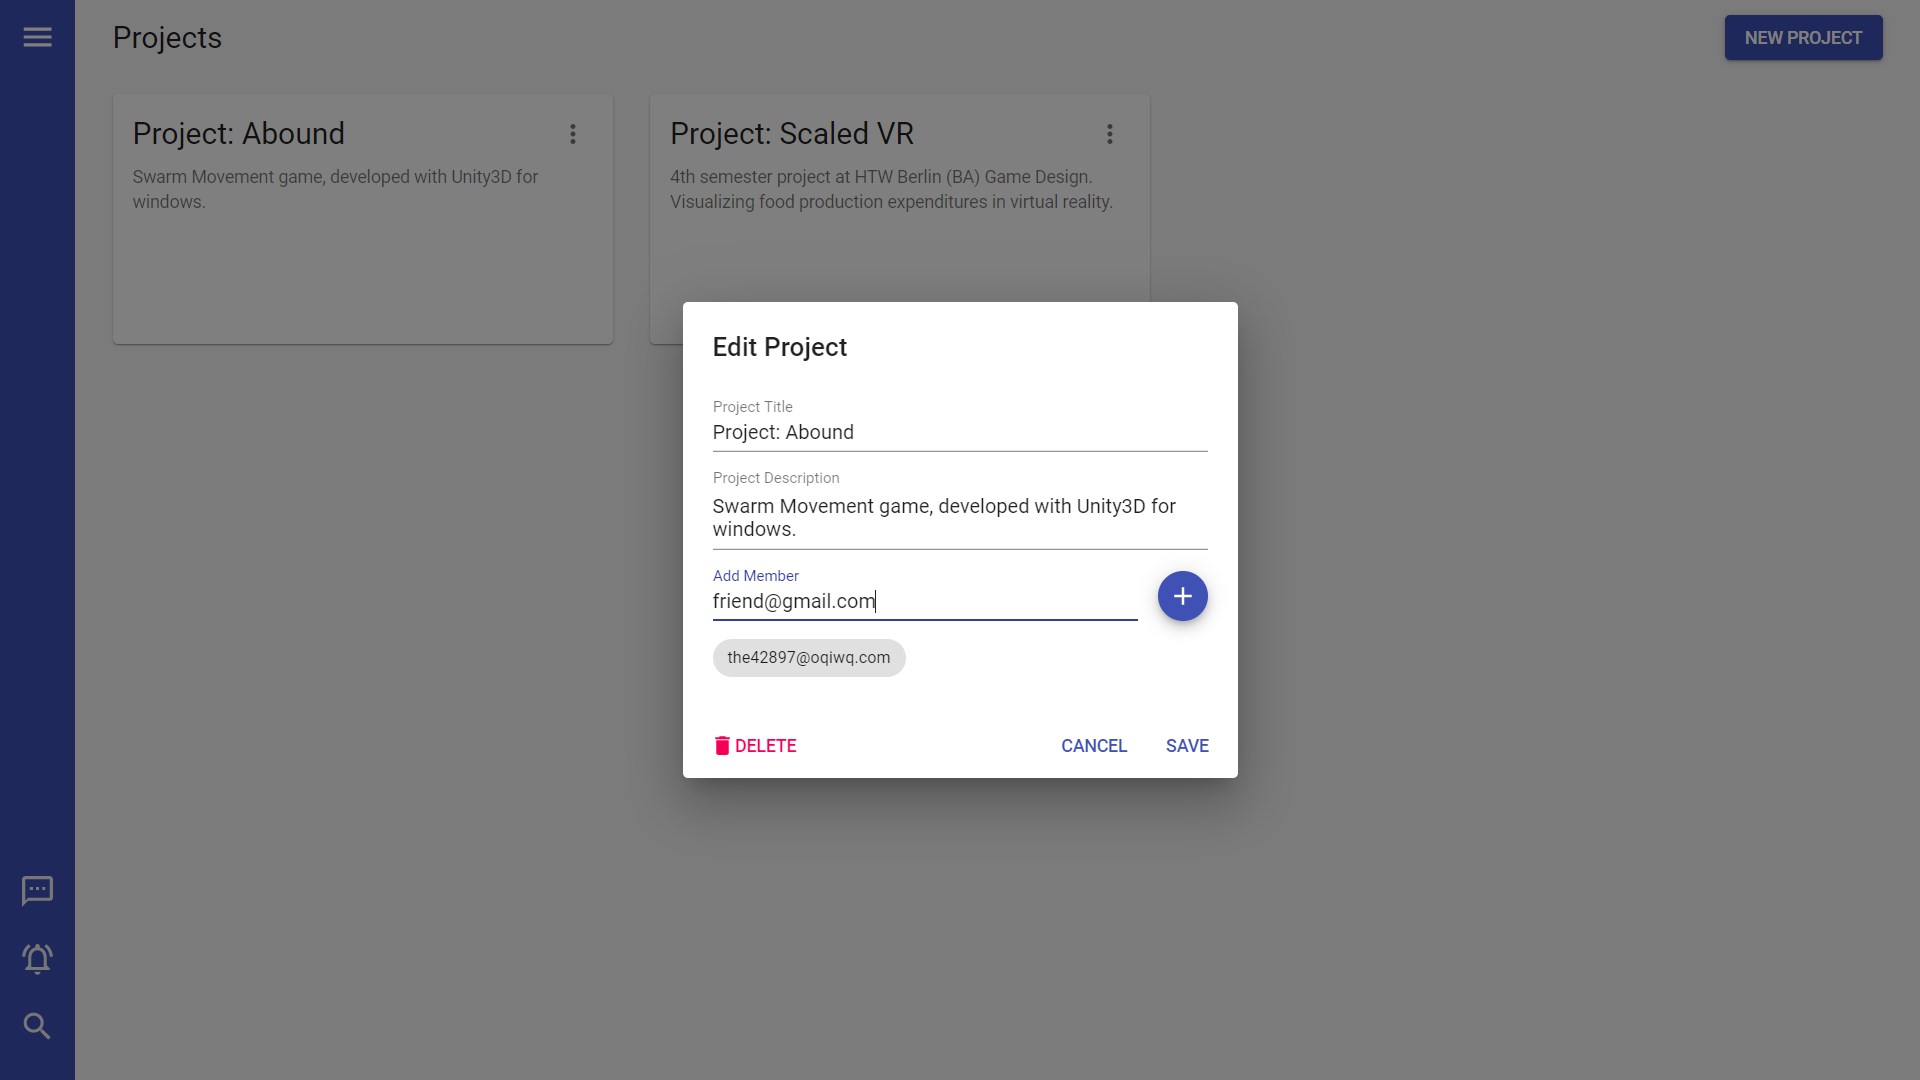 Projects
NEW PROJECT
Project: Abound
Swarm Movement game, developed with Unity3D for
windows.
Project: Scaled VR
4th semester project at HTW Berlin (BA) Game Design.
Visualizing food production expenditures in virtual reality.
Edit Project
Project Title
Project: Abound
Project Description
Swarm Movement game, developed with Unity3D for
windows.
Add Member
friend@gmail.com
the42897@oqiwq.com
DELETE
CANCEL
SAVE